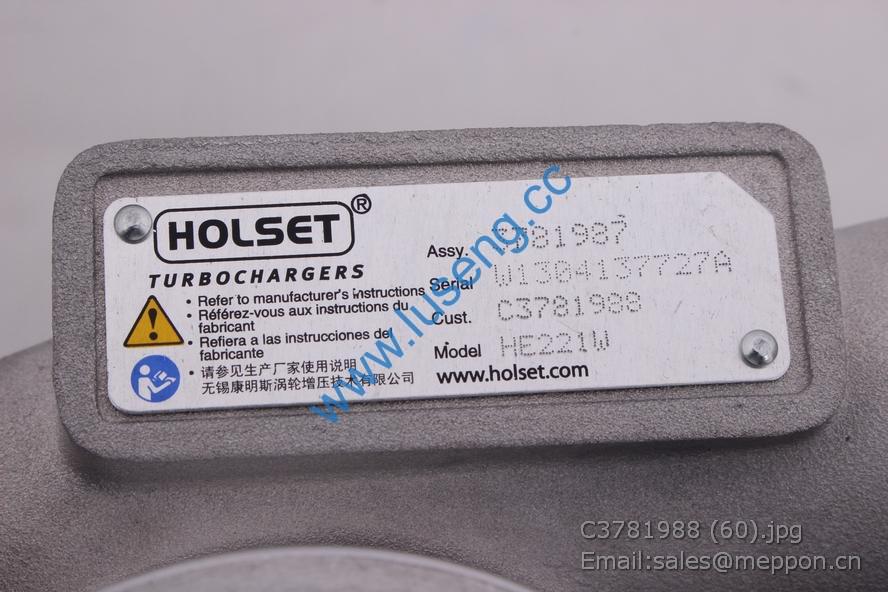 HOLSET®
TURBOCHARGERS
• Refer to manufacturer's instructions
• Référez-vous aux instructions du
fabricant
• Refiera a las instrucciones del
fabricante
• 请参见生产厂家使用说明
无锡康明斯涡轮增压技术有限公司
Assy. 3781987
Serial W1304137727A
Cust. C3781988
Model HE221W
www.holset.com
www.luseng.cc
C3781988 (60).jpg
Email:sales@meppon.cn